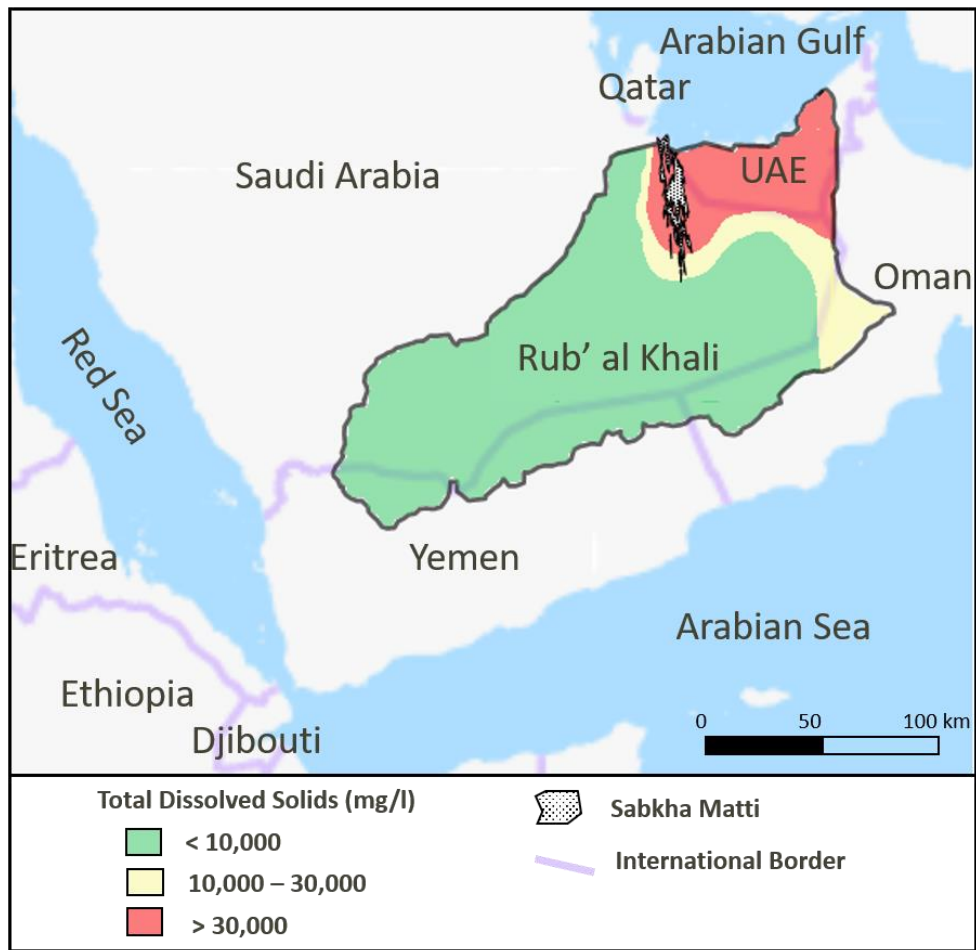 Arabian Gulf
Qatar
Saudi Arabia
UAE
Oman
Red Sea
Rub’ al Khali
Eritrea
Yemen
Arabian Sea
Ethiopia
Djibouti
0 50 100 km
Total Dissolved Solids (mg/l)
< 10,000
10,000 – 30,000
> 30,000
Sabkha Matti
International Border